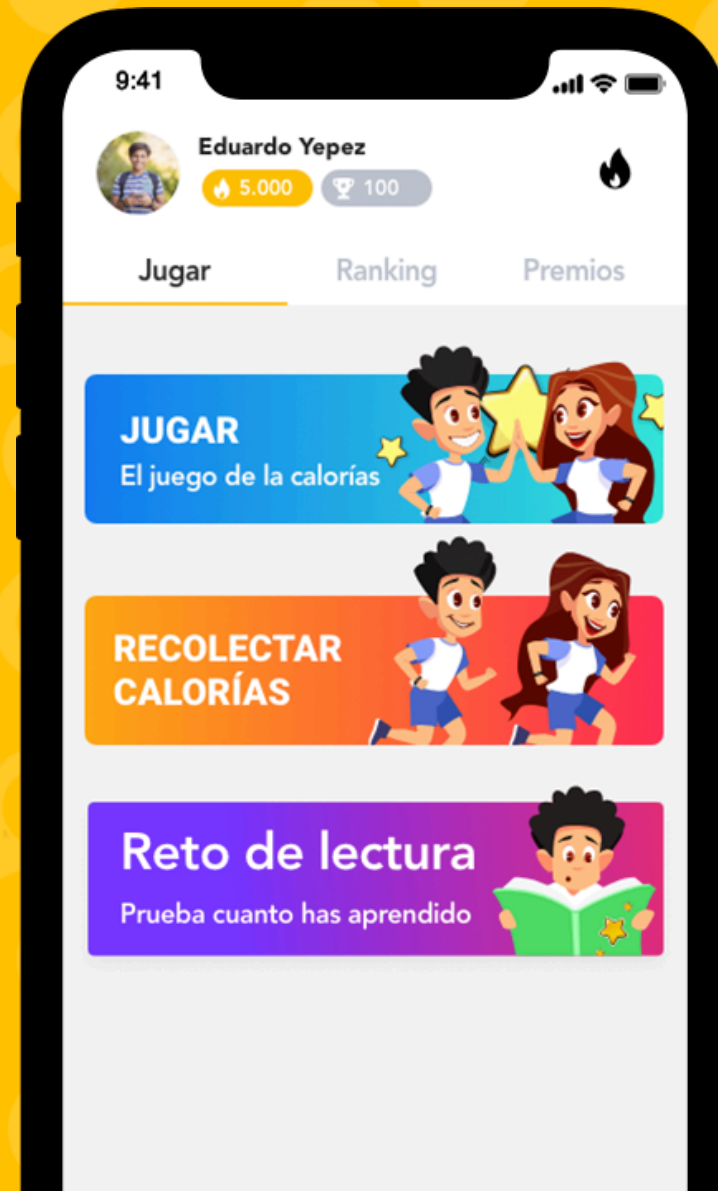 9:41
Eduardo Yepez
5.000 100
Jugar Ranking Premios
JUGAR
El juego de la calorías
RECOLECTAR
CALORÍAS
Reto de lectura
Prueba cuanto has aprendido